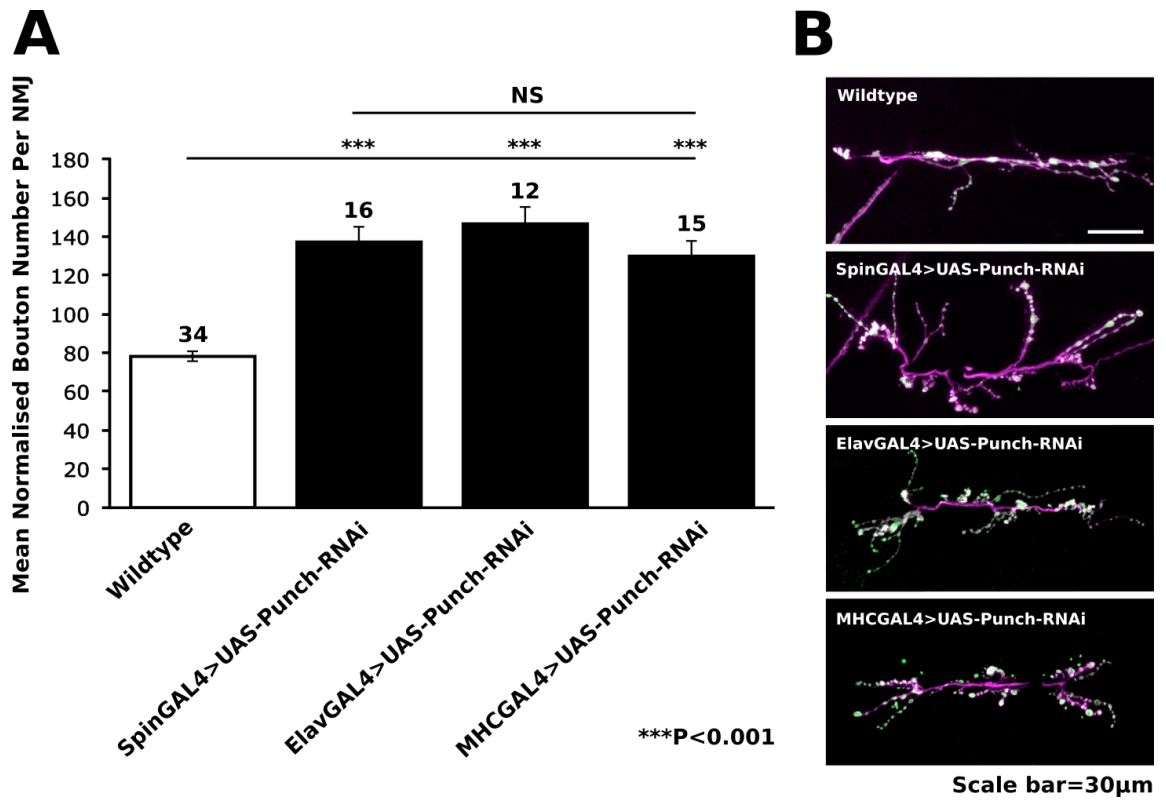 A
Mean Normalised Bouton Number Per NMJ
NS
*** *** ***
180
160
140
120
100
80
60
40
20
0
34
16
12
15
Wildtype
SpinGAL4>UAS-Punch-RNAi
ElavGAL4>UAS-Punch-RNAi
MHCGAL4>UAS-Punch-RNAi
***P<0.001
B
Wildtype
SpinGAL4>UAS-Punch-RNAi
ElavGAL4>UAS-Punch-RNAi
MHCGAL4>UAS-Punch-RNAi
Scale bar=30µm